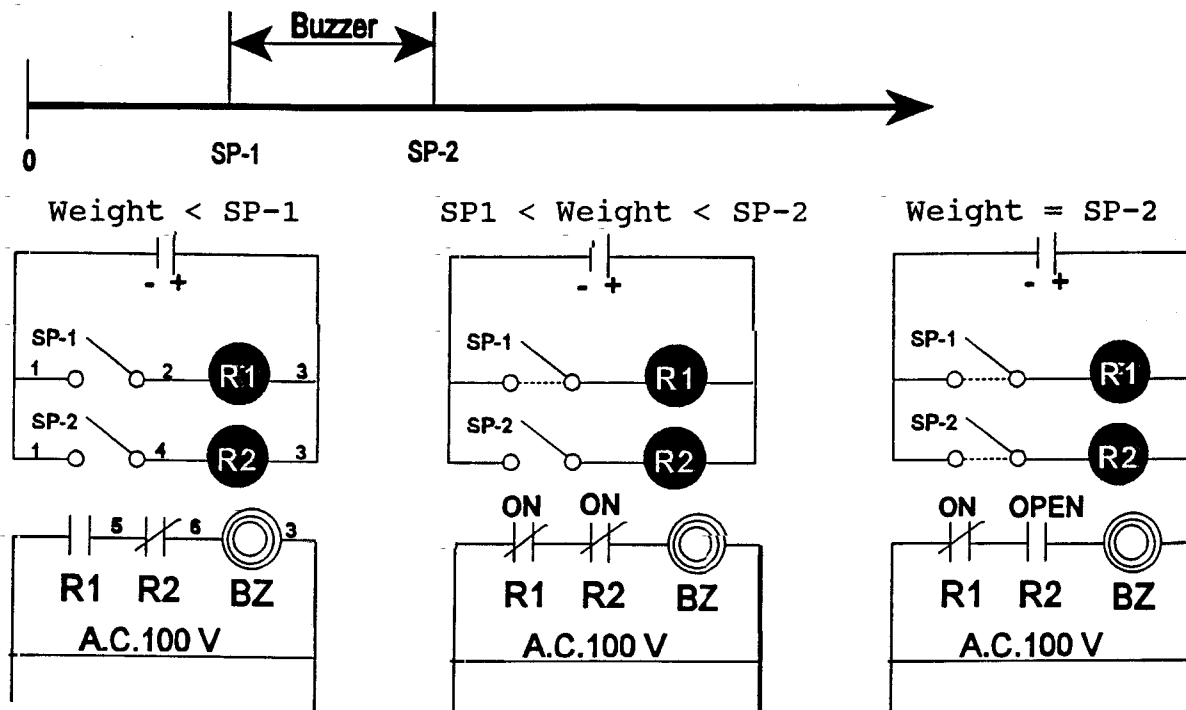 Buzzer
0 SP-1 SP-2
Weight < SP-1 SP1 < Weight < SP-2 Weight = SP-2
- + - + - +
SP-1 SP-1 SP-1
1 2 R1 3 R1 R1
SP-2 SP-2 SP-2
1 4 R2 3 R2 R2
ON ON ON OPEN
5 6 3
R1 R2 BZ R1 R2 BZ R1 R2 BZ
A.C.100 V A.C.100 V A.C.100 V